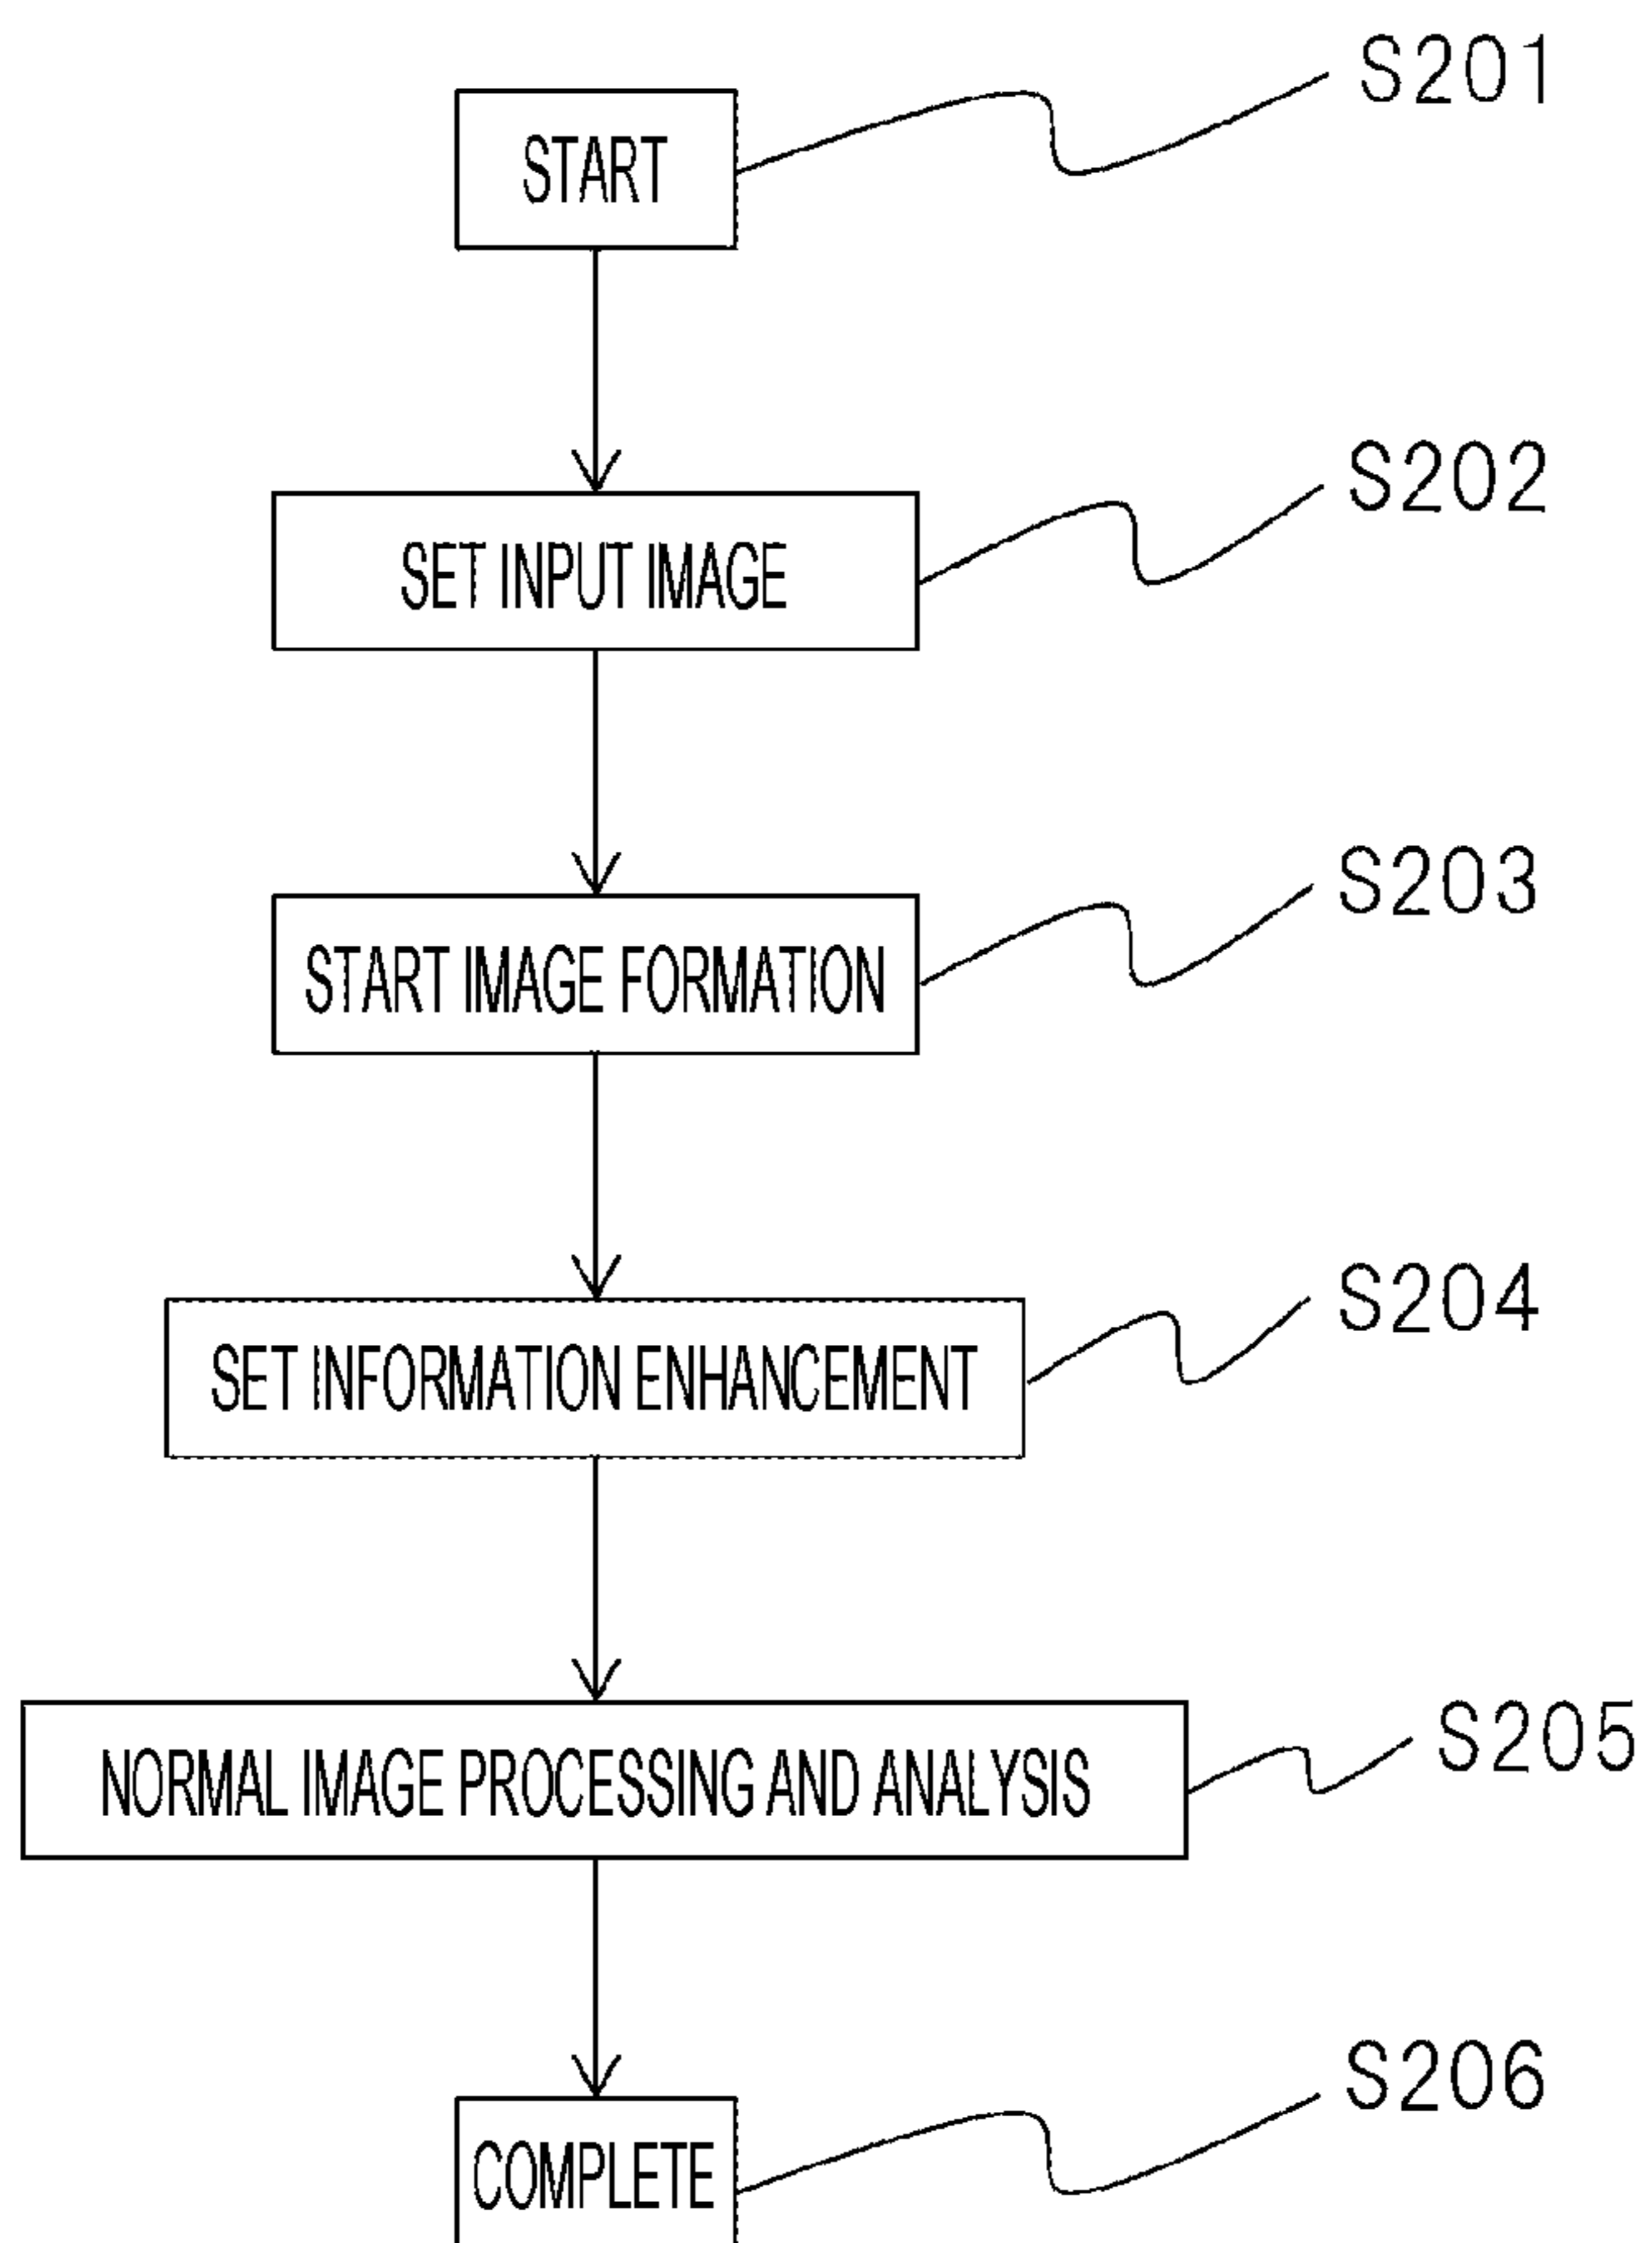 START
S201
SET INPUT IMAGE
S202
START IMAGE FORMATION
S203
SET INFORMATION ENHANCEMENT
S204
NORMAL IMAGE PROCESSING AND ANALYSIS
S205
COMPLETE
S206